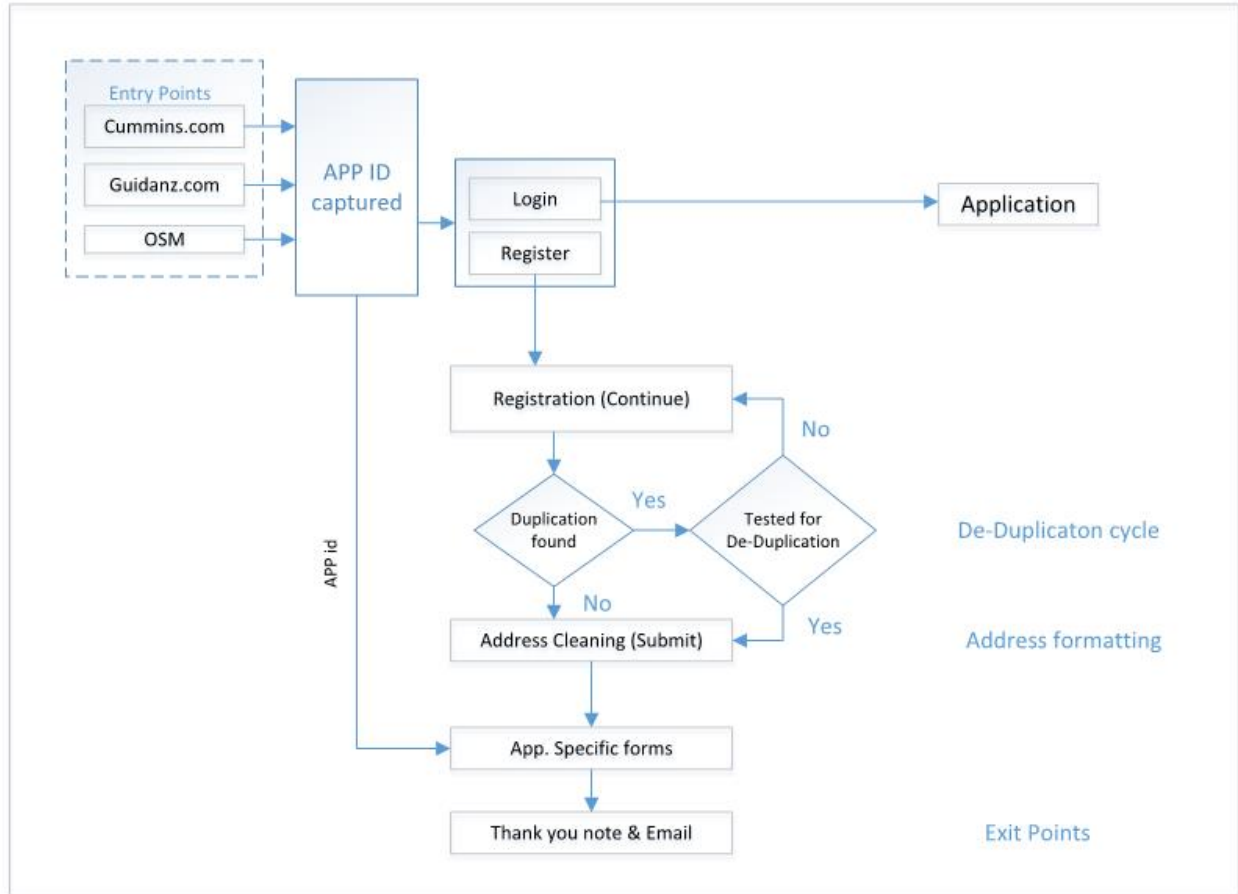 Entry Points
Cummins.com
Guidanz.com
OSM
APP ID
captured
Login
Register
Application
Registration (Continue)
No
Yes
Duplication
found
Tested for
De-Duplication
De-Duplicaton cycle
APP id
No
Yes
Address Cleaning (Submit)
Address formatting
App. Specific forms
Thank you note & Email
Exit Points